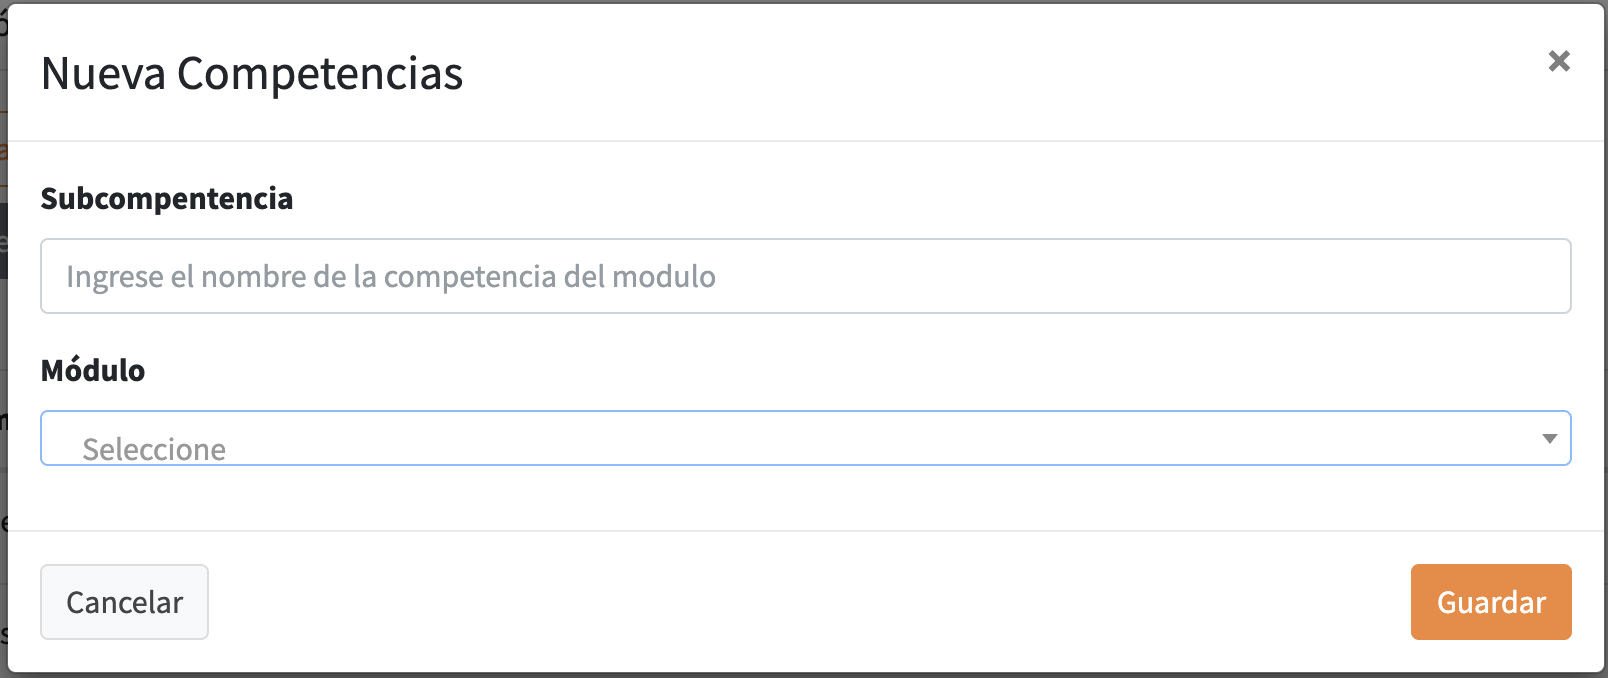 Nueva Competencias
×
Subcompentencia
Ingrese el nombre de la competencia del modulo
Módulo
Seleccione
Cancelar
Guardar